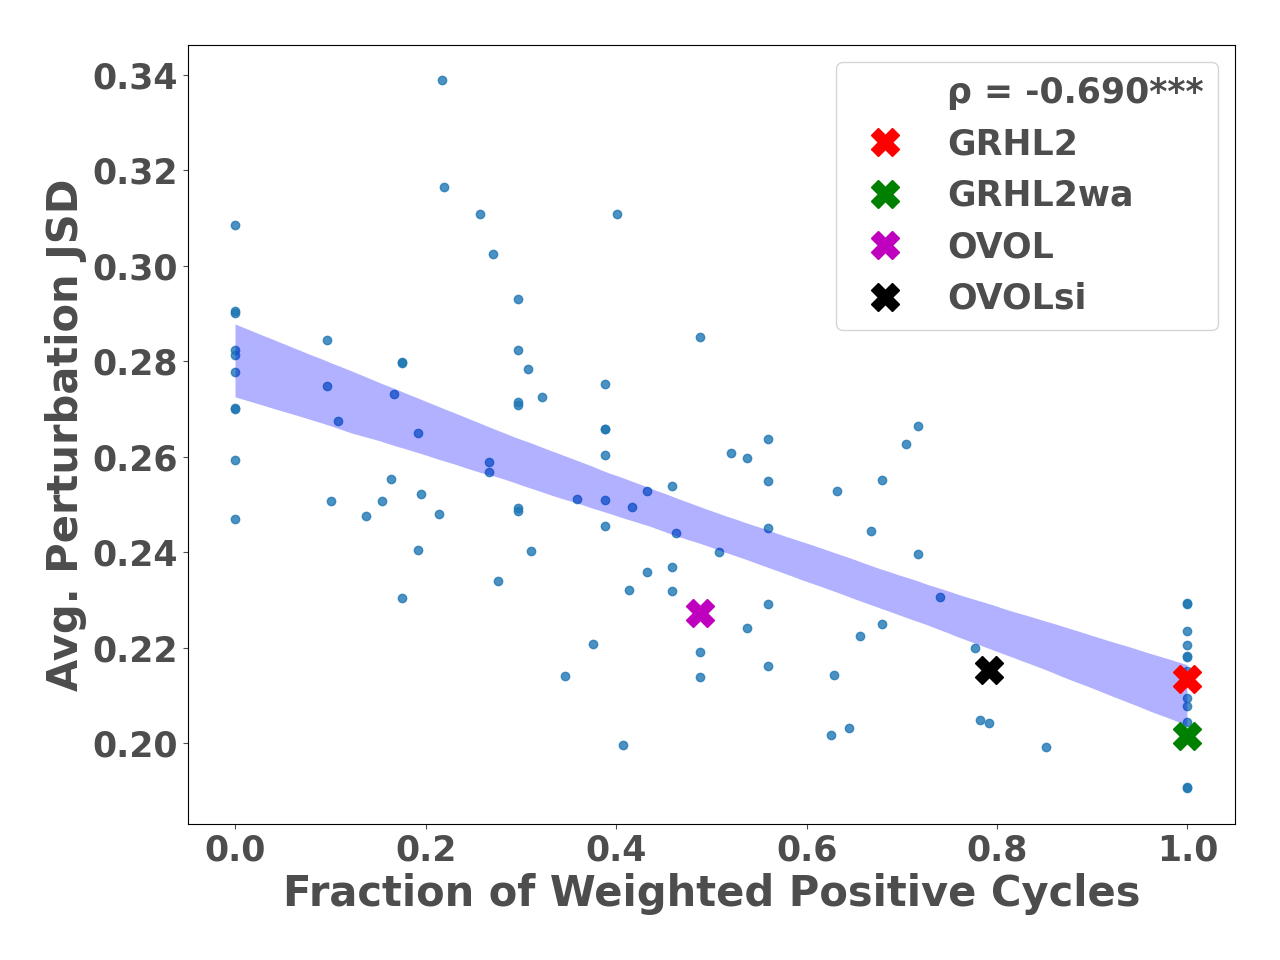 0.34
0.32
0.30
0.28
0.26
0.24
0.22
0.20
Avg. Perturbation JSD
ρ = -0.690***
GRHL2
GRHL2wa
OVOL
OVOLsi
0.0 0.2 0.4 0.6 0.8 1.0
Fraction of Weighted Positive Cycles